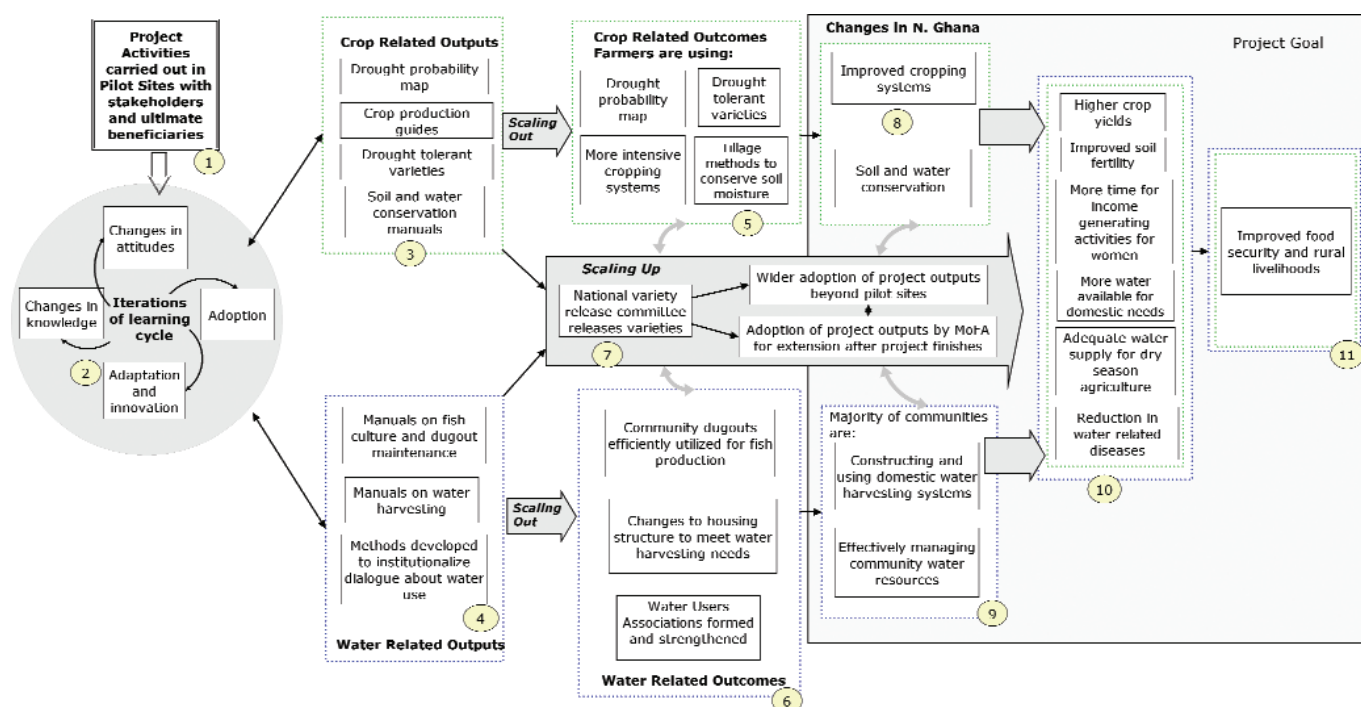 Project
Activities
carried out in
Pilot Sites with
stakeholders
and ultimate
beneficiaries
1
Changes in
attitudes
Changes in
knowledge
Iterations
of learning
cycle
Adoption
2
Adaptation
and
innovation
Crop Related Outputs
Drought probability
map
Crop production
guides
Drought tolerant
varieties
Soil and water
conservation
manuals
3
Scaling
Out
Crop Related Outcomes
Farmers are using:
Drought
probability
map
Drought
tolerant
varieties
More intensive
cropping
systems
Tillage
methods to
conserve soil
moisture
5
Scaling Up
National variety
release committee
releases varieties
7
Wider adoption of project outputs
beyond pilot sites
Adoption of project outputs by MoFA
for extension after project finishes
Manuals on fish
culture and dugout
maintenance
Manuals on water
harvesting
Methods developed
to institutionalize
dialogue about water
use
4
Water Related Outputs
Scaling
Out
Community dugouts
efficiently utilized for fish
production
Changes to housing
structure to meet water
harvesting needs
Water Users
Associations formed
and strengthened
Water Related Outcomes
6
Changes in N. Ghana
Project Goal
Improved cropping
systems
8
Soil and water
conservation
Majority of communities
are:
Constructing and
using domestic water
harvesting systems
Effectively managing
community water
resources
9
Higher crop
yields
Improved soil
fertility
More time for
income
generating
activities for
women
More water
available for
domestic needs
Adequate water
supply for dry
season
agriculture
Reduction in
water related
diseases
10
Improved food
security and rural
livelihoods
11